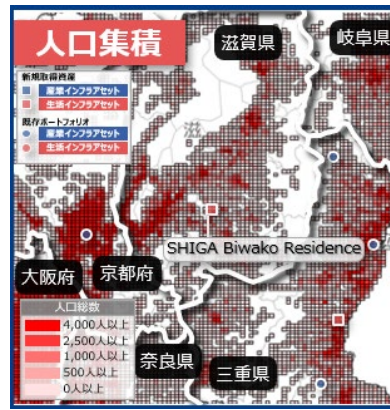 人口集積
滋賀県
岐阜県
新規取得資産
産業インフラアセット
生活インフラアセット
既存ポートフォリオ
産業インフラアセット
生活インフラアセット
滋
SHIGA Biwako Residence
大阪府
京都府
人口総数
4,000人以上
2,500人以上
1,000人以上
500人以上
0人以上
奈良県
三重県